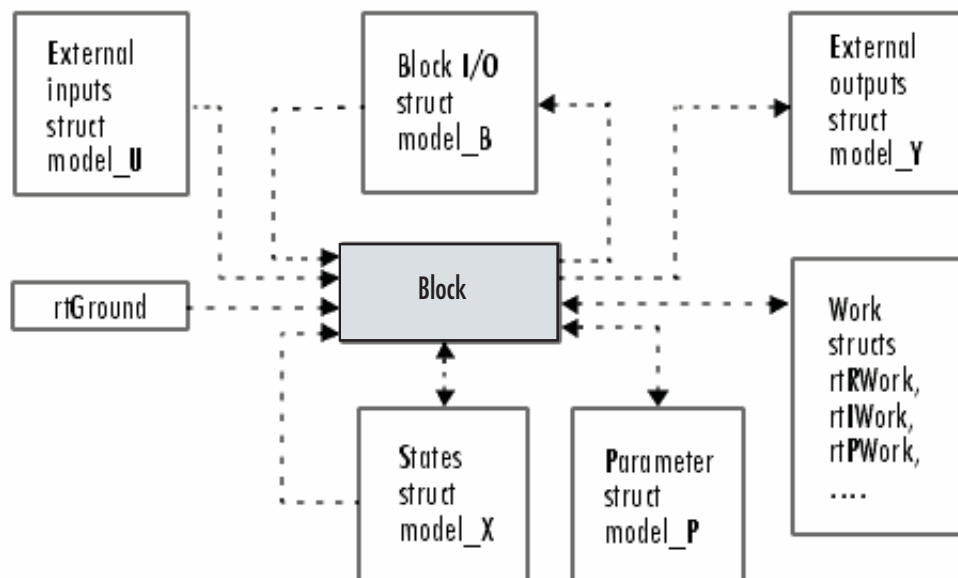 External
inputs
struct
model_U
Block I/O
struct
model_B
External
outputs
struct
model_Y
rtGround
Block
Work
structs
rtRWork,
rtIWork,
rtPWork,
....
States
struct
model_X
Parameter
struct
model_P